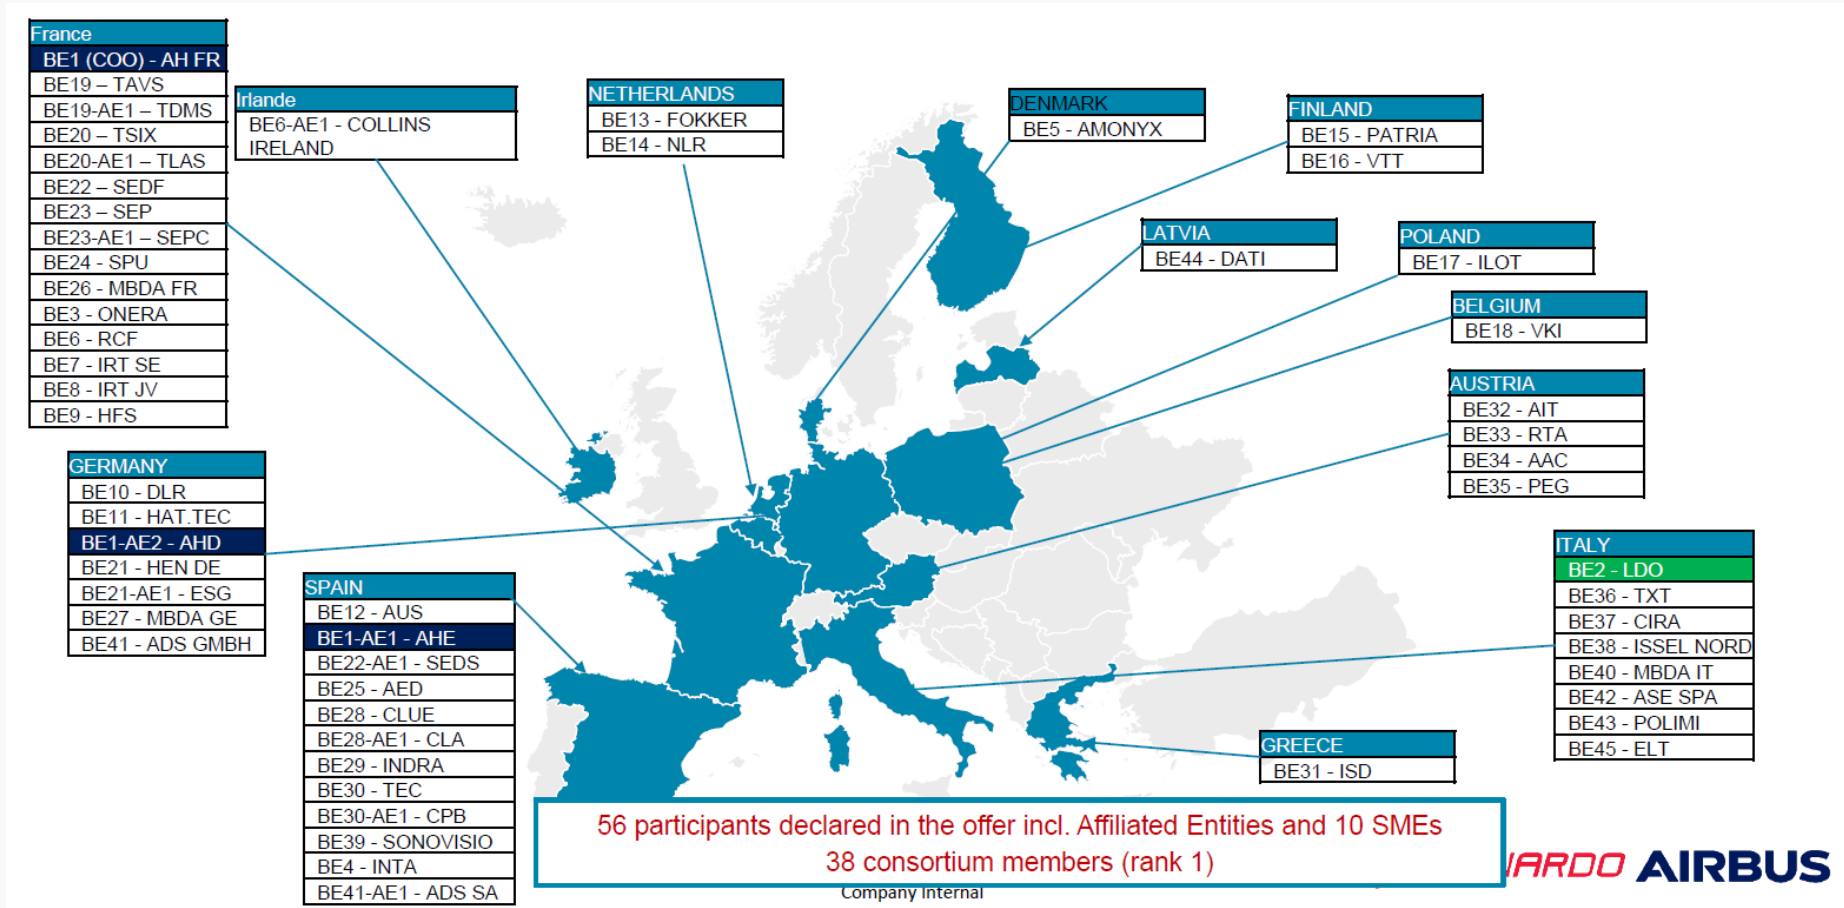 France
BE1 (COO) - AH FR
BE19 – TAVS
BE19-AE1 – TDMS
BE20 – TSIX
BE20-AE1 – TLAS
BE22 – SEDF
BE23 – SEP
BE23-AE1 – SEPC
BE24 - SPU
BE26 - MBDA FR
BE3 - ONERA
BE6 - RCF
BE7 - IRT SE
BE8 - IRT JV
BE9 - HFS
Irlande
BE6-AE1 - COLLINS
IRELAND
NETHERLANDS
BE13 - FOKKER
BE14 - NLR
DENMARK
BE5 - AMONYX
FINLAND
BE15 - PATRIA
BE16 - VTT
LATVIA
BE44 - DATI
POLAND
BE17 - ILOT
BELGIUM
BE18 - VKI
AUSTRIA
BE32 - AIT
BE33 - RTA
BE34 - AAC
BE35 - PEG
GERMANY
BE10 - DLR
BE11 - HAT.TEC
BE1-AE2 - AHD
BE21 - HEN DE
BE21-AE1 - ESG
BE27 - MBDA GE
BE41 - ADS GMBH
SPAIN
BE12 - AUS
BE1-AE1 - AHE
BE22-AE1 - SEDS
BE25 - AED
BE28 - CLUE
BE28-AE1 - CLA
BE29 - INDRA
BE30 - TEC
BE30-AE1 - CPB
BE39 - SONOVISIO
BE4 - INTA
BE41-AE1 - ADS SA
ITALY
BE2 - LDO
BE36 - TXT
BE37 - CIRA
BE38 - ISSEL NORD
BE40 - MBDA IT
BE42 - ASE SPA
BE43 - POLIMI
BE45 - ELT
GREECE
BE31 - ISD
56 participants declared in the offer incl. Affiliated Entities and 10 SMEs
38 consortium members (rank 1)
Company Internal
AIRBUS